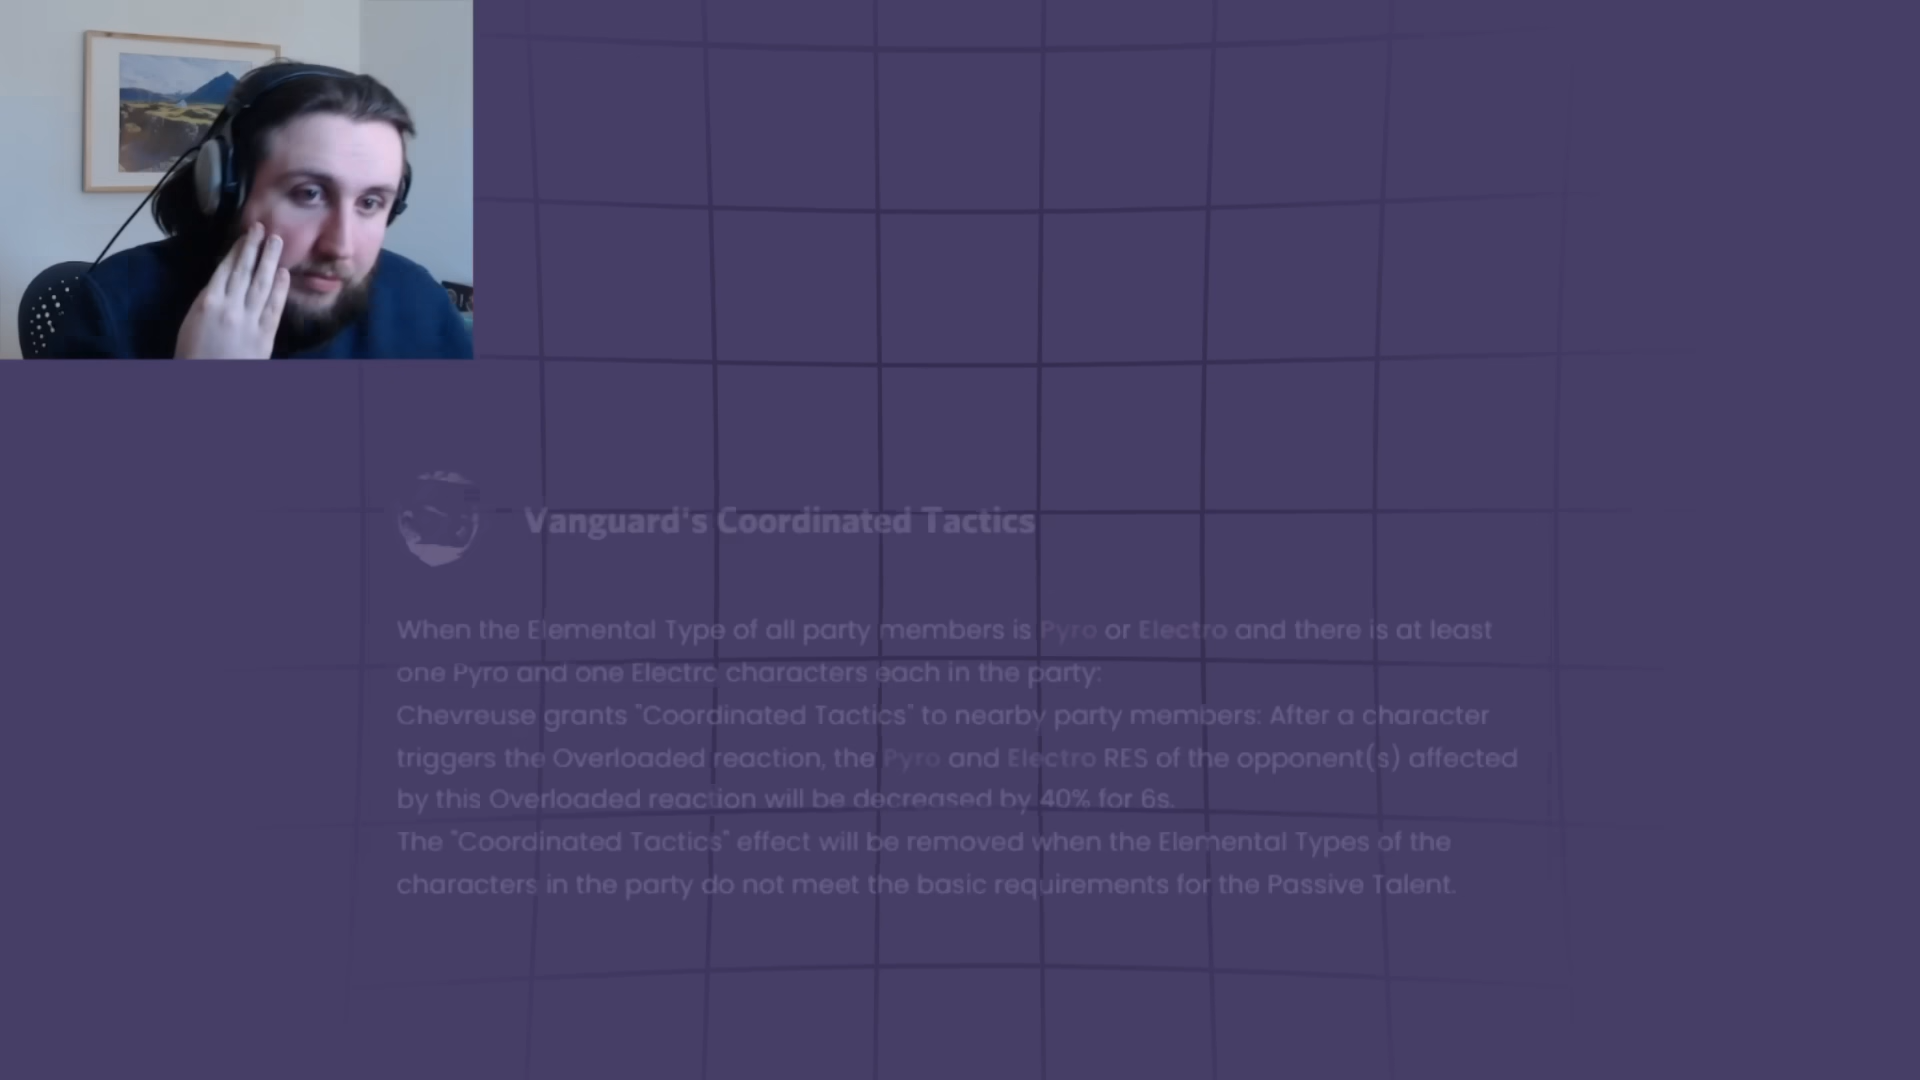 Vanguard's Coordinated Tactics
When the Elemental Type of all party members is Pyro or Electro and there is at least
one Pyro and one Electro characters each in the party:
Chevreuse grants "Coordinated Tactics" to nearby party members: After a character
triggers the Overloaded reaction, the Pyro and Electro RES of the opponent(s) affected
by this Overloaded reaction will be decreased by 40% for 6s.
The "Coordinated Tactics" effect will be removed when the Elemental Types of the
characters in the party do not meet the basic requirements for the Passive Talent.